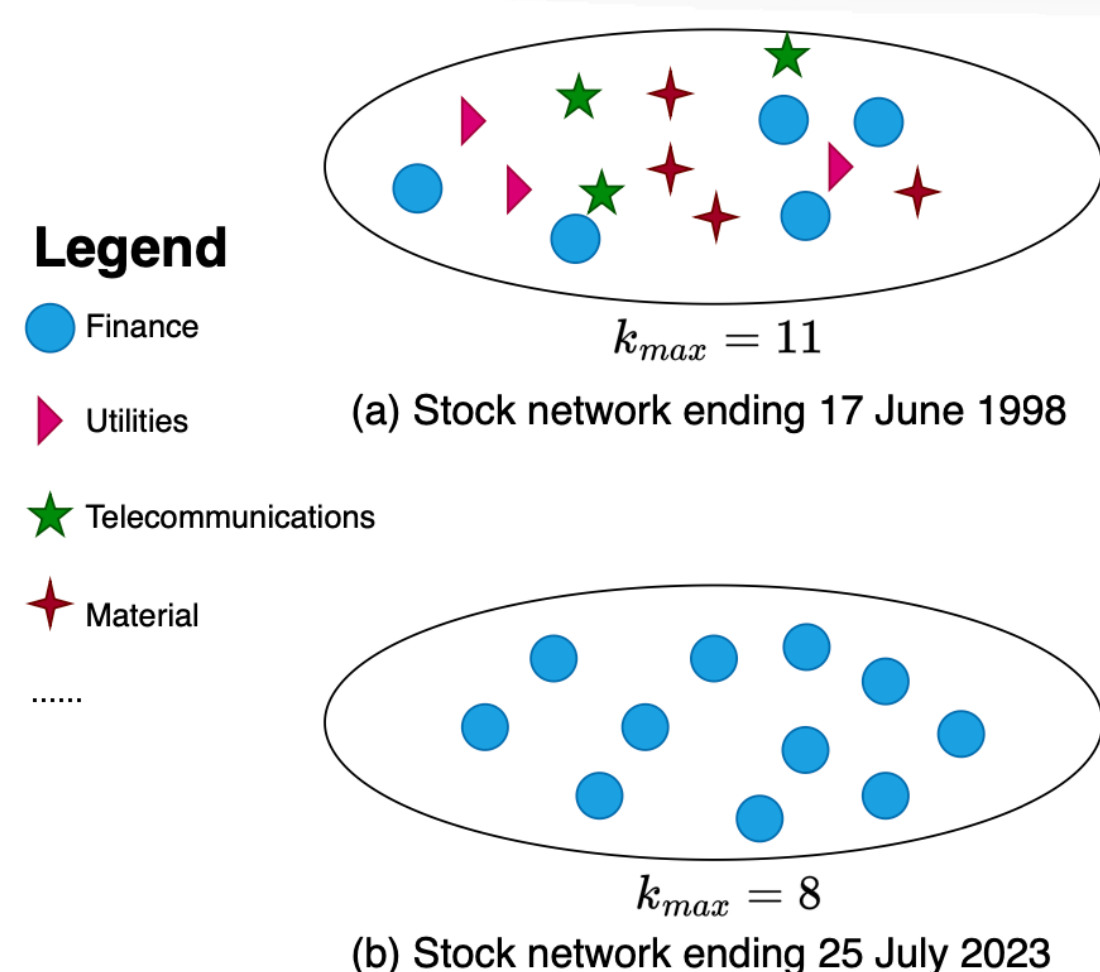 k_max = 11
(a) Stock network ending 17 June 1998
Legend
Finance
Utilities
Telecommunications
Material
......
k_max = 8
(b) Stock network ending 25 July 2023